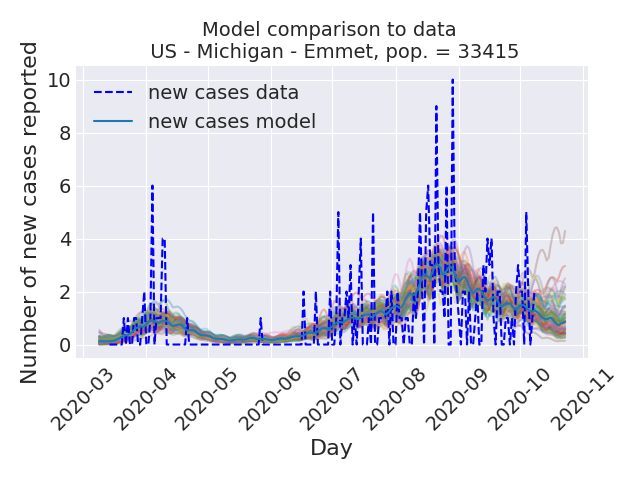 Model comparison to data
US - Michigan - Emmet, pop. = 33415
Number of new cases reported
10
8
6
4
2
0
new cases data
new cases model
2020-03
2020-04
2020-05
2020-06
2020-07
2020-08
2020-09
2020-10
2020-11
Day